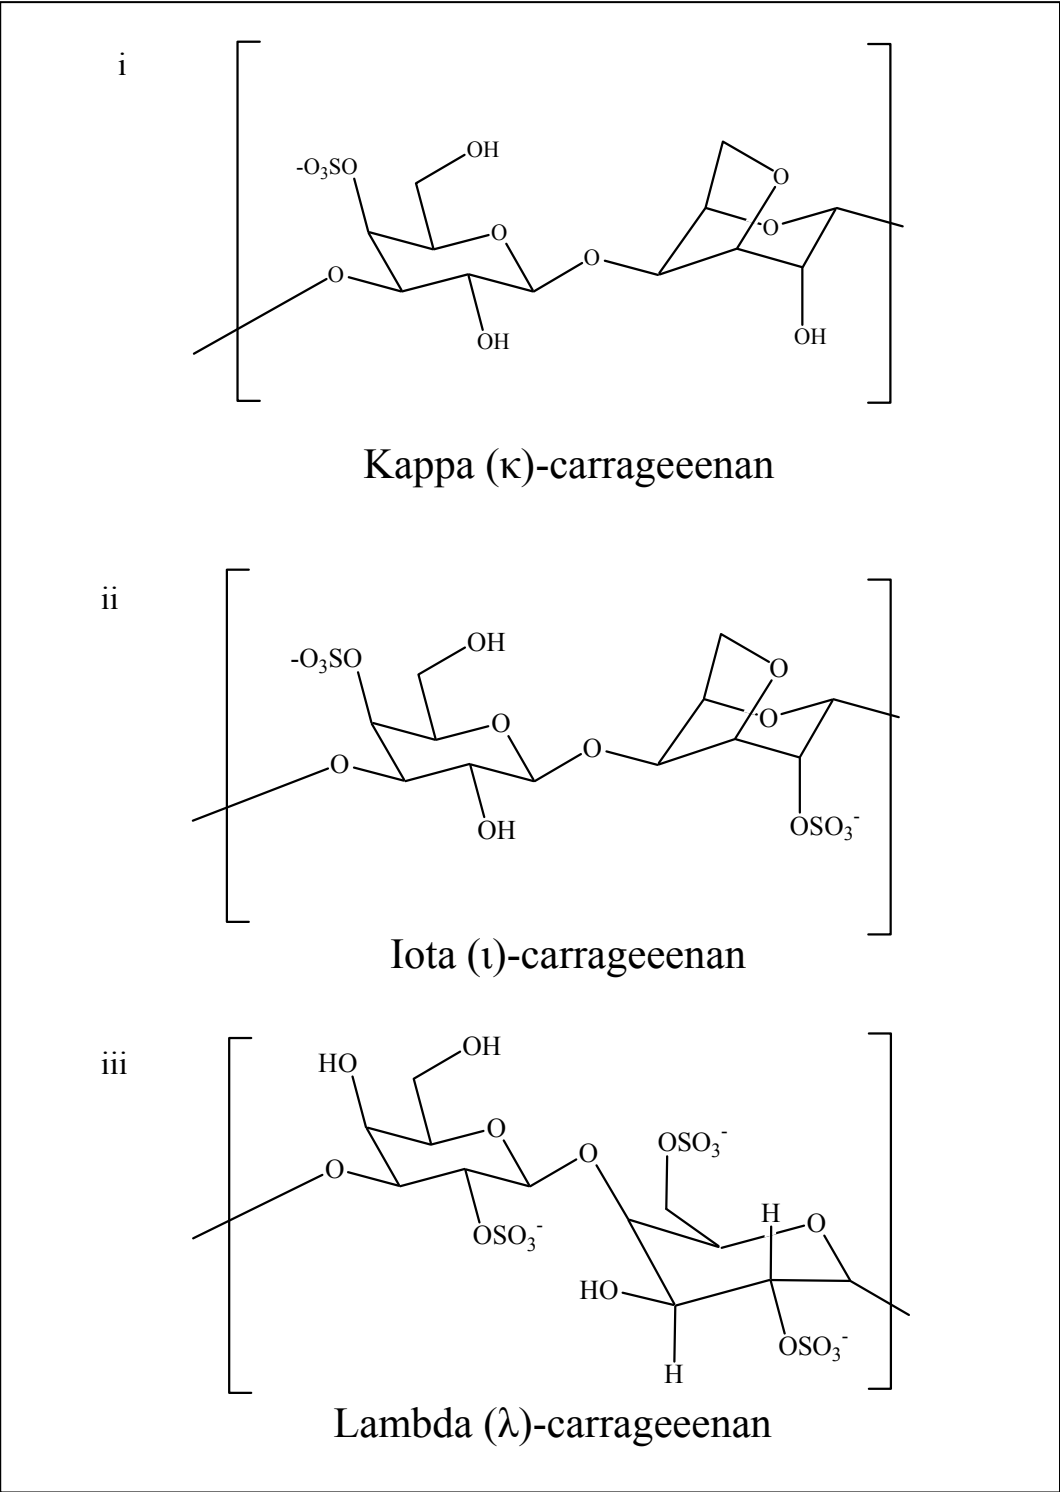 i
-O₃SO
OH
O
O
O
O
O
OH
OH
Kappa (κ)-carrageeenan
ii
-O₃SO
OH
O
O
O
O
O
OH
OSO₃⁻
Iota (ι)-carrageeenan
iii
HO
OH
O
O
O
OSO₃⁻
OSO₃⁻
H
O
HO
OSO₃⁻
H
Lambda (λ)-carrageeenan